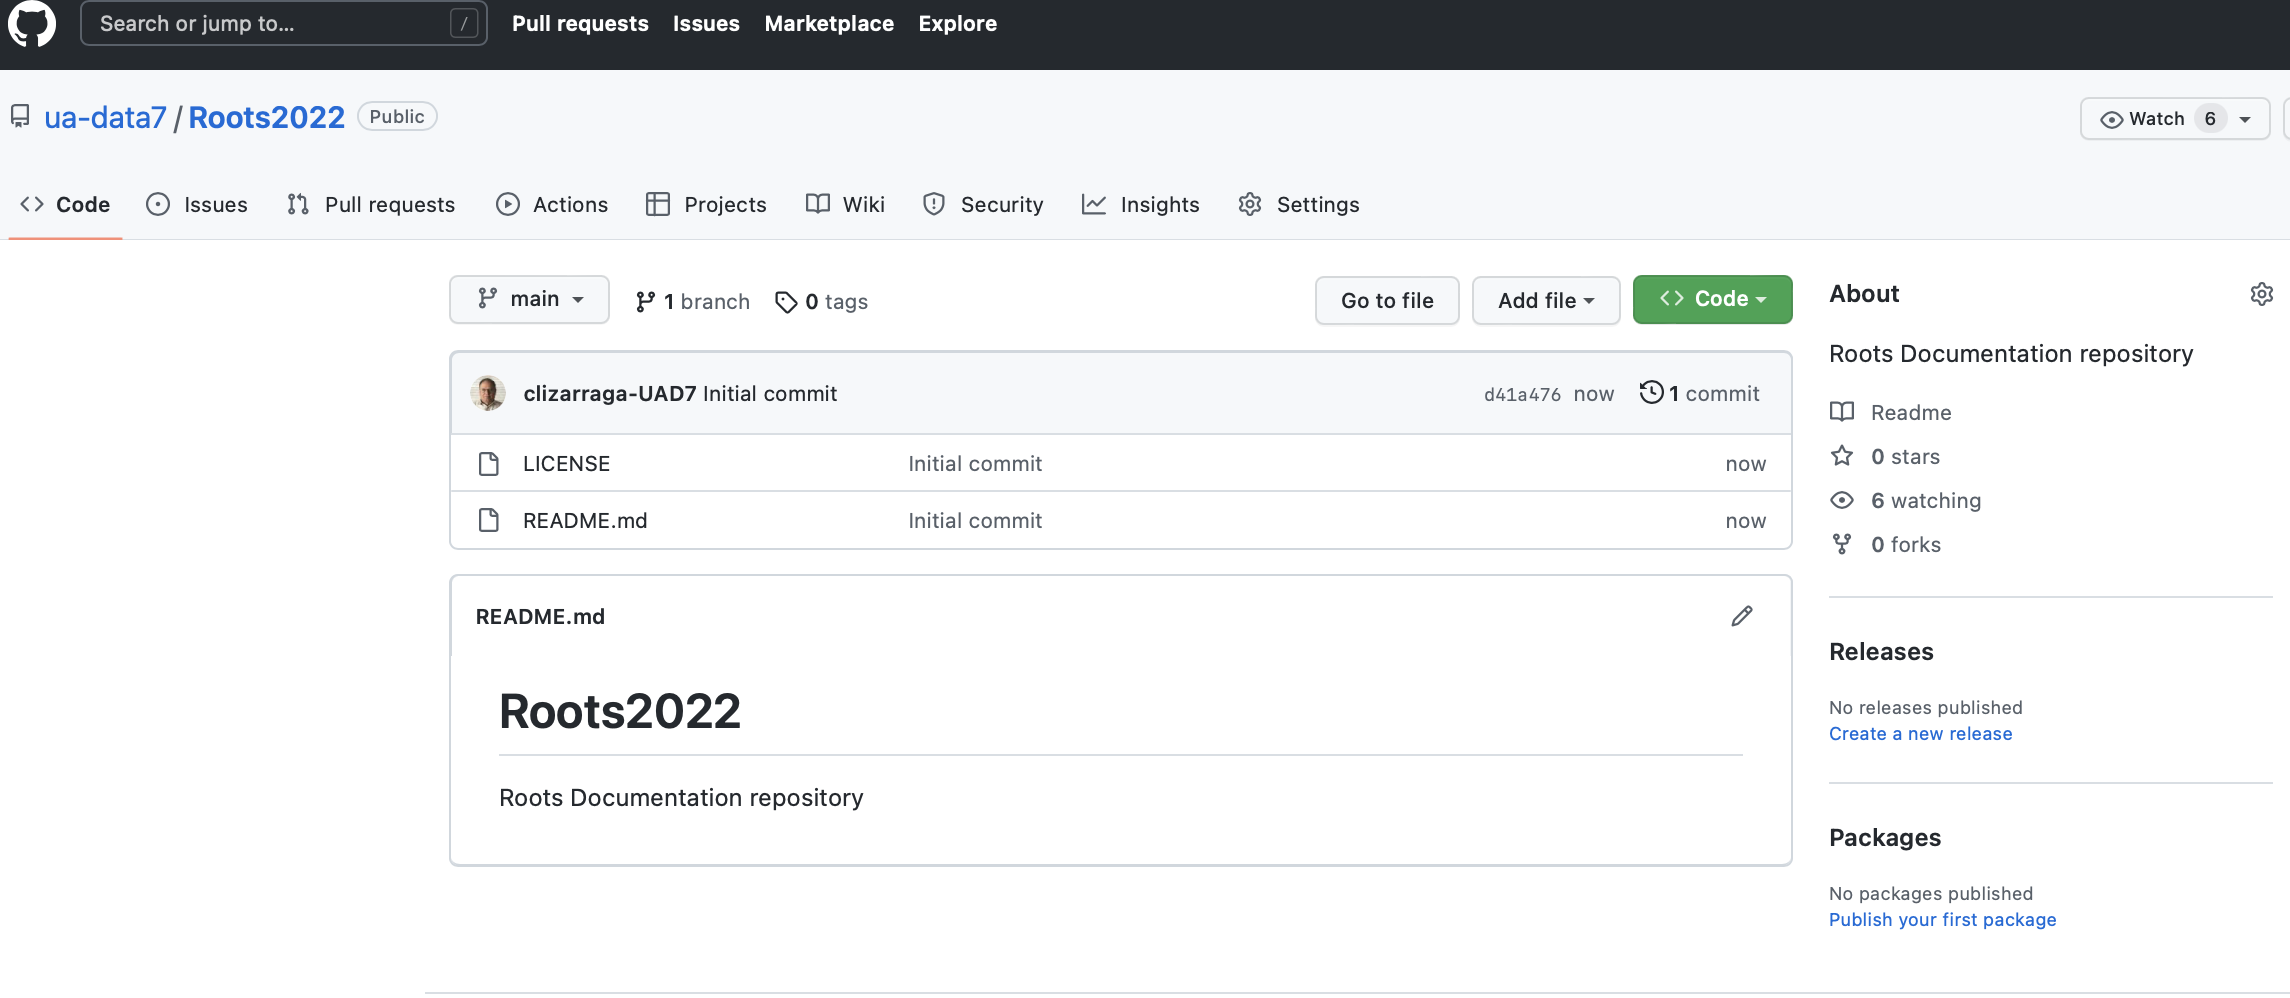 Search or jump to... /
Pull requests Issues Marketplace Explore
ua-data7 / Roots2022 Public
Watch 6
Code Issues Pull requests Actions Projects Wiki Security Insights Settings
main 1 branch 0 tags
Go to file Add file Code
clizarraga-UAD7 Initial commit d41a476 now 1 commit
LICENSE Initial commit now
README.md Initial commit now
README.md
Roots2022
Roots Documentation repository
About
Roots Documentation repository
Readme
0 stars
6 watching
0 forks
Releases
No releases published
Create a new release
Packages
No packages published
Publish your first package